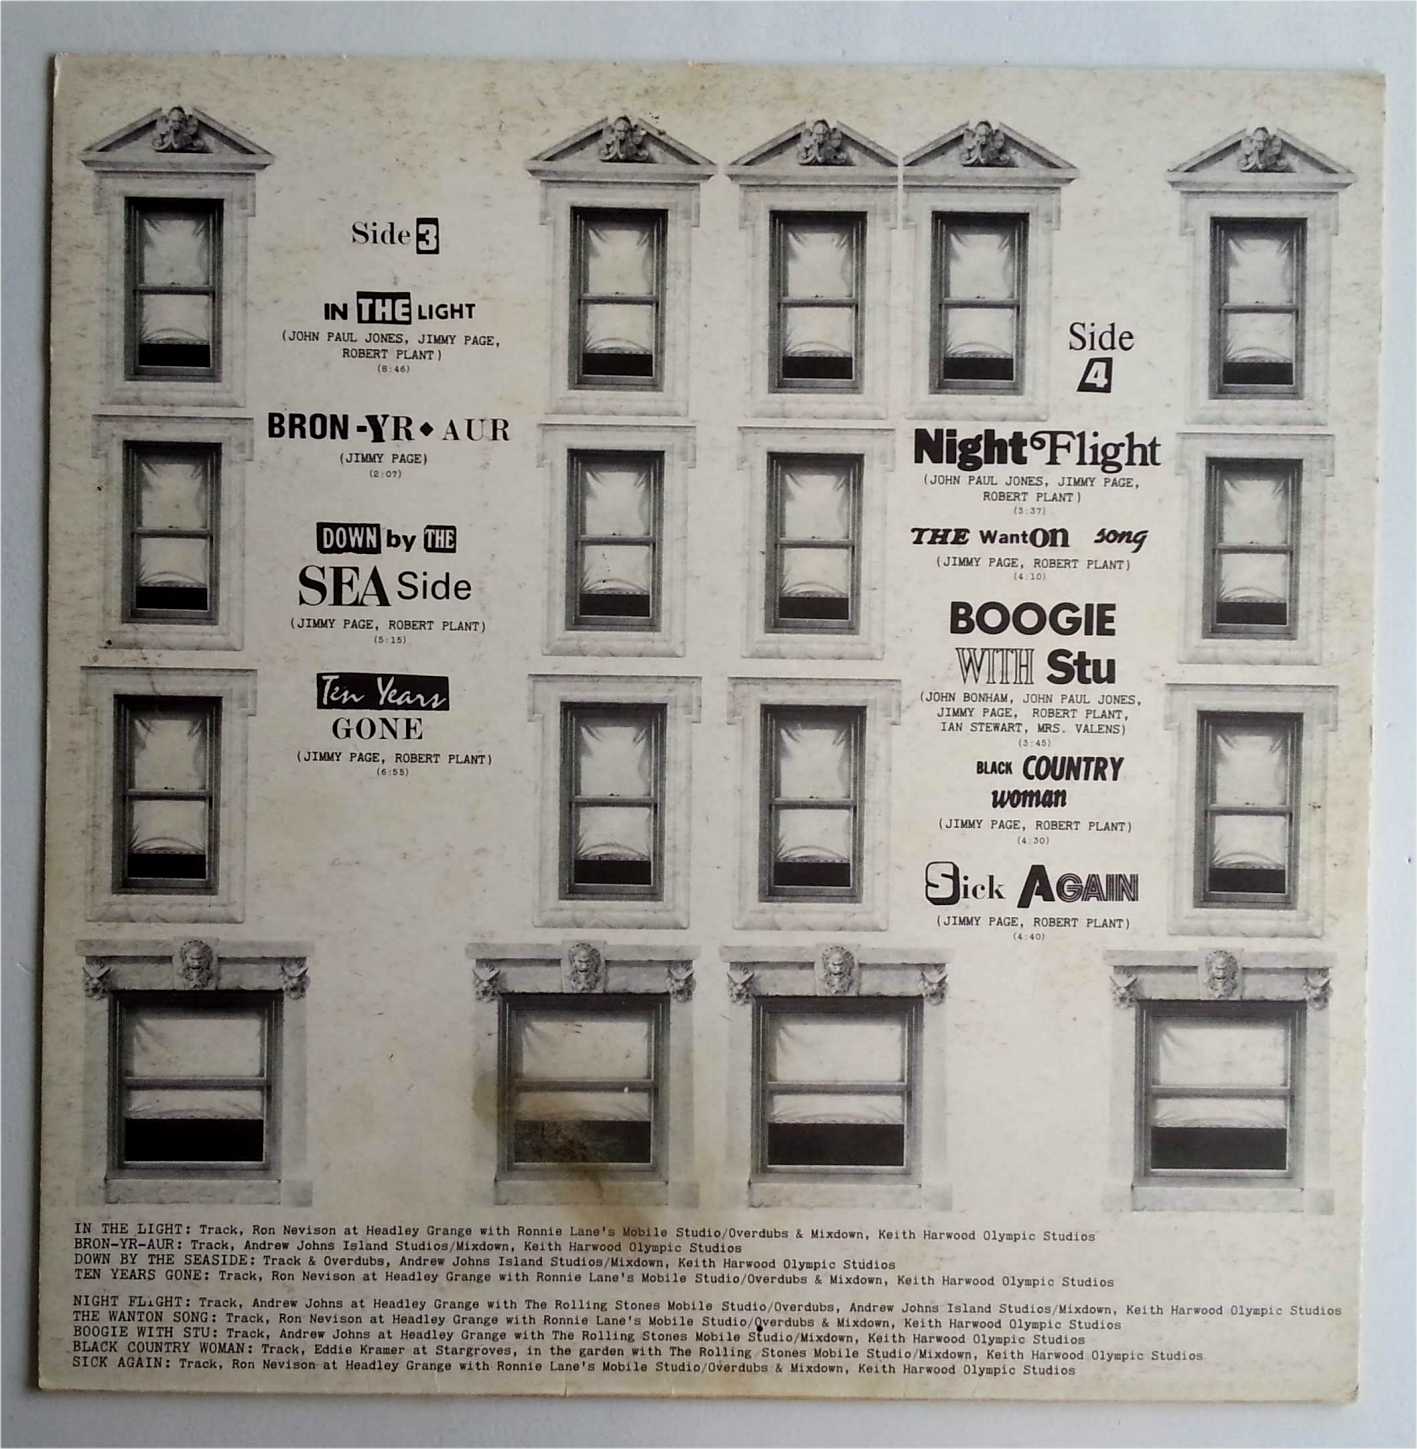 Side 3
IN THE LIGHT
(JOHN PAUL JONES, JIMMY PAGE,
ROBERT PLANT)
(8:46)
BRON-YR◆AUR
(JIMMY PAGE)
(2:07)
DOWN by THE
SEA Side
(JIMMY PAGE, ROBERT PLANT)
(5:15)
Ten Years
GONE
(JIMMY PAGE, ROBERT PLANT)
(6:55)
Side
4
Night Flight
(JOHN PAUL JONES, JIMMY PAGE,
ROBERT PLANT)
(3:37)
THE WantOn song
(JIMMY PAGE, ROBERT PLANT)
(4:10)
BOOGIE
WITH Stu
(JOHN BONHAM, JOHN PAUL JONES,
JIMMY PAGE, ROBERT PLANT,
IAN STEWART, MRS. VALENS)
(3:45)
BLACK COUNTRY
woman
(JIMMY PAGE, ROBERT PLANT)
(4:30)
Sick AGAIN
(JIMMY PAGE, ROBERT PLANT)
(4:40)
IN THE LIGHT: Track, Ron Nevison at Headley Grange with Ronnie Lane's Mobile Studio/Overdubs & Mixdown, Keith Harwood Olympic Studios
BRON-YR-AUR: Track, Andrew Johns Island Studios/Mixdown, Keith Harwood Olympic Studios
DOWN BY THE SEASIDE: Track & Overdubs, Andrew Johns Island Studios/Mixdown, Keith Harwood Olympic Studios
TEN YEARS GONE: Track, Ron Nevison at Headley Grange with Ronnie Lane's Mobile Studio/Overdubs & Mixdown, Keith Harwood Olympic Studios
NIGHT FLIGHT: Track, Andrew Johns at Headley Grange with The Rolling Stones Mobile Studio/Overdubs, Andrew Johns Island Studios/Mixdown, Keith Harwood Olympic Studios
THE WANTON SONG: Track, Ron Nevison at Headley Grange with Ronnie Lane's Mobile Studio/Overdubs & Mixdown, Keith Harwood Olympic Studios
BOOGIE WITH STU: Track, Andrew Johns at Headley Grange with The Rolling Stones Mobile Studio/Mixdown, Keith Harwood Olympic Studios
BLACK COUNTRY WOMAN: Track, Eddie Kramer at Stargroves, in the garden with The Rolling Stones Mobile Studio/Mixdown, Keith Harwood Olympic Studios
SICK AGAIN: Track, Ron Nevison at Headley Grange with Ronnie Lane's Mobile Studio/Overdubs & Mixdown, Keith Harwood Olympic Studios